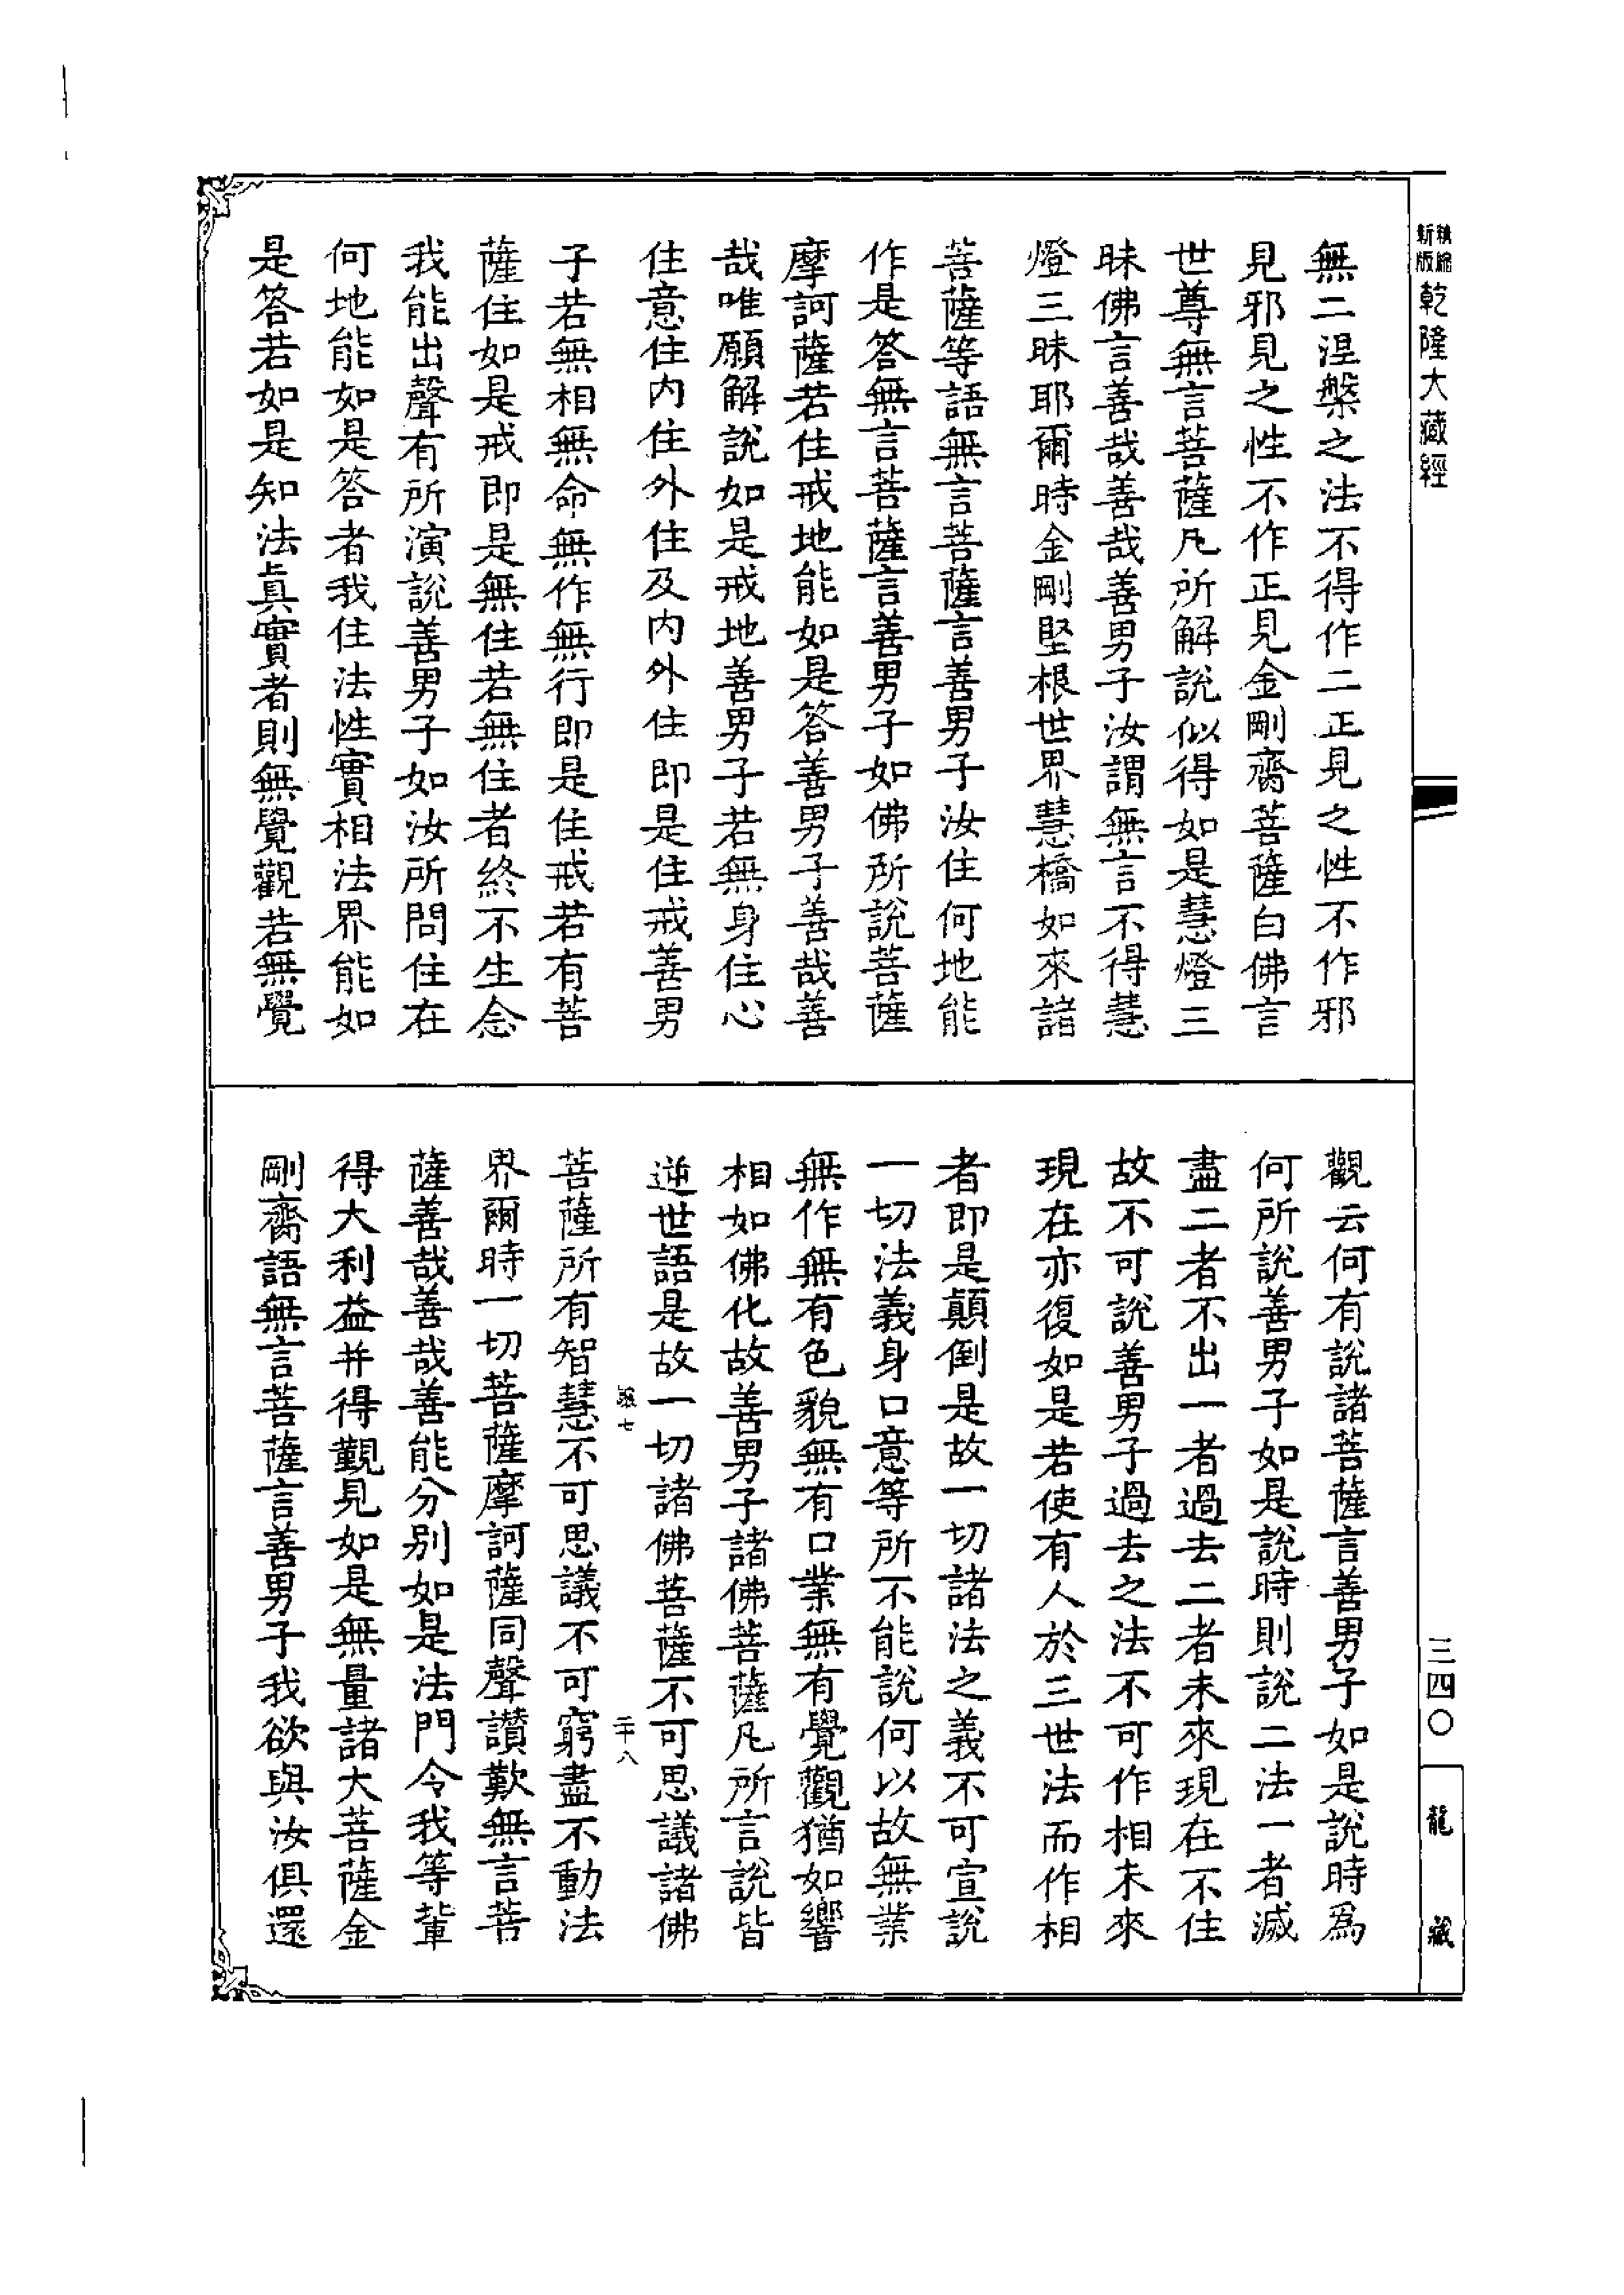 精縮
新版
乾隆大藏經
無二涅槃之法不得作二正見之性不作邪
見邪見之性不作正見金剛齋菩薩白佛言
世尊無言菩薩凡所解說似得如是慧燈三
昧佛言善哉善哉善男子汝謂無言不得慧
燈三昧耶爾時金剛堅根世界慧橋如來諸
菩薩等語無言菩薩言善男子汝住何地能
作是答無言菩薩言善男子如佛所說菩薩
摩訶薩若住戒地能如是答善男子善哉善
哉唯願解說如是戒地善男子若無身住心
住意住內住外住及內外住即是住戒善男
子若無相無命無作無行即是住戒若有菩
薩住如是戒即是無住若無住者終不生念
我能出聲有所演說善男子如汝所問住在
何地能如是答者我住法性實相法界能如
是答若如是知法真實者則無覺觀若無覺
觀云何有說諸菩薩言善男子如是說時為
何所說善男子如是說時則說二法一者滅
盡二者不出一者過去二者未來現在不住
故不可說善男子過去之法不可作相未來
現在亦復如是若使有人於三世法而作相
者即是顛倒是故一切諸法之義不可宣說
一切法義身口意等所不能說何以故無業
無作無有色貌無有口業無有覺觀猶如響
相如佛化故善男子諸佛菩薩凡所言說皆
逆世語是故一切諸佛菩薩不可思議諸佛
七 二十八
菩薩所有智慧不可思議不可窮盡不動法
界爾時一切菩薩摩訶薩同聲讚歎無言菩
薩善哉善哉善能分別如是法門令我等輩
得大利益并得觀見如是無量諸大菩薩金
剛齋語無言菩薩言善男子我欲與汝俱還
三四〇
龍藏